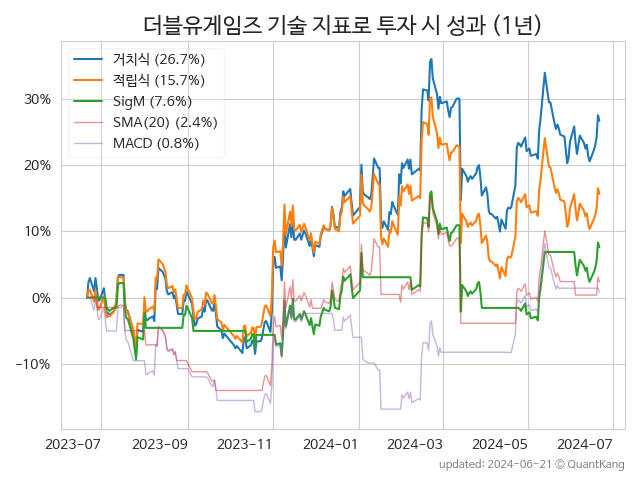 더블유게임즈 기술 지표로 투자 시 성과 (1년)
거치식 (26.7%)
적립식 (15.7%)
SigM (7.6%)
SMA(20) (2.4%)
MACD (0.8%)
30%
20%
10%
0%
−10%
2023-07 2023-09 2023-11 2024-01 2024-03 2024-05 2024-07
updated: 2024-06-21 © QuantKang